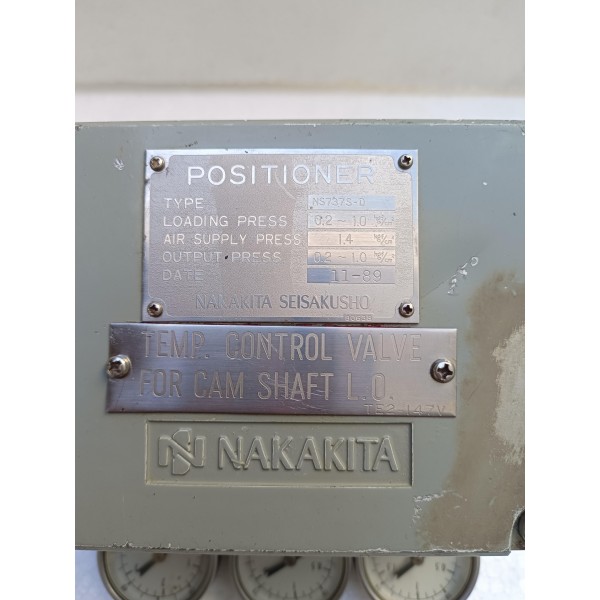 POSITIONER
TYPE NS737S-D
LOADING PRESS 0.2 ~ 1.0
AIR SUPPLY PRESS 1.4
OUTPUT PRESS 0.2 ~ 1.0
DATE 11-89
NAKAKITA SEISAKUSHO
TEMP. CONTROL VALVE
FOR CAM SHAFT L.O.
NAKAKITA